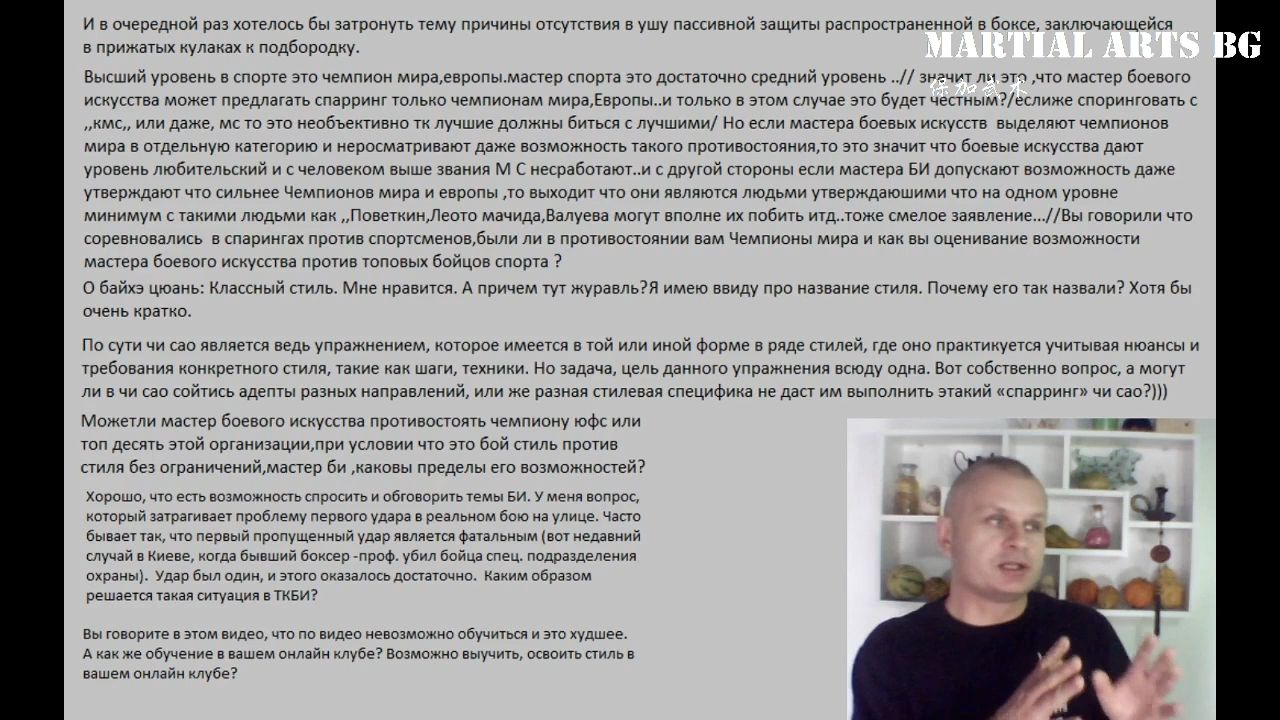 И в очередной раз хотелось бы затронуть тему причины отсутствия в ушу пассивной защиты распространенной в боксе, заключающейся
в прижатых кулаках к подбородку.
MARTIAL ARTS BG
保加武术
Высший уровень в спорте это чемпион мира,европы.мастер спорта это достаточно средний уровень ..// значит ли это ,что мастер боевого
искусства может предлагать спарринг только чемпионам мира,Европы..и только в этом случае это будет честным?/еслиже споринговать с
,,кмс,, или даже, мс то это необъективно тк лучшие должны биться с лучшими/ Но если мастера боевых искусств выделяют чемпионов
мира в отдельную категорию и неросматривают даже возможность такого противостояния,то это значит что боевые искусства дают
уровень любительский и с человеком выше звания М С несработают..и с другой стороны если мастера БИ допускают возможность даже
утверждают что сильнее Чемпионов мира и европы ,то выходит что они являются людьми утверждаюшими что на одном уровне
минимум с такими людьми как ,,Поветкин,Леото мачида,Валуева могут вполне их побить итд..тоже смелое заявление...//Вы говорили что
соревновались в спарингах против спортсменов,были ли в противостоянии вам Чемпионы мира и как вы оценивание возможности
мастера боевого искусства против топовых бойцов спорта ?
О байхэ цюань: Классный стиль. Мне нравится. А причем тут журавль?Я имею ввиду про название стиля. Почему его так назвали? Хотя бы
очень кратко.
По сути чи сао является ведь упражнением, которое имеется в той или иной форме в ряде стилей, где оно практикуется учитывая нюансы и
требования конкретного стиля, такие как шаги, техники. Но задача, цель данного упражнения всюду одна. Вот собственно вопрос, а могут
ли в чи сао сойтись адепты разных направлений, или же разная стилевая специфика не даст им выполнить этакий «спарринг» чи сао?)))
Можетли мастер боевого искусства противостоять чемпиону юфс или
топ десять этой организации,при условии что это бой стиль против
стиля без ограничений,мастер би ,каковы пределы его возможностей?
Хорошо, что есть возможность спросить и обговорить темы БИ. У меня вопрос,
который затрагивает проблему первого удара в реальном бою на улице. Часто
бывает так, что первый пропущенный удар является фатальным (вот недавний
случай в Киеве, когда бывший боксер -проф. убил бойца спец. подразделения
охраны). Удар был один, и этого оказалось достаточно. Каким образом
решается такая ситуация в ТКБИ?
Вы говорите в этом видео, что по видео невозможно обучиться и это худшее.
А как же обучение в вашем онлайн клубе? Возможно выучить, освоить стиль в
вашем онлайн клубе?